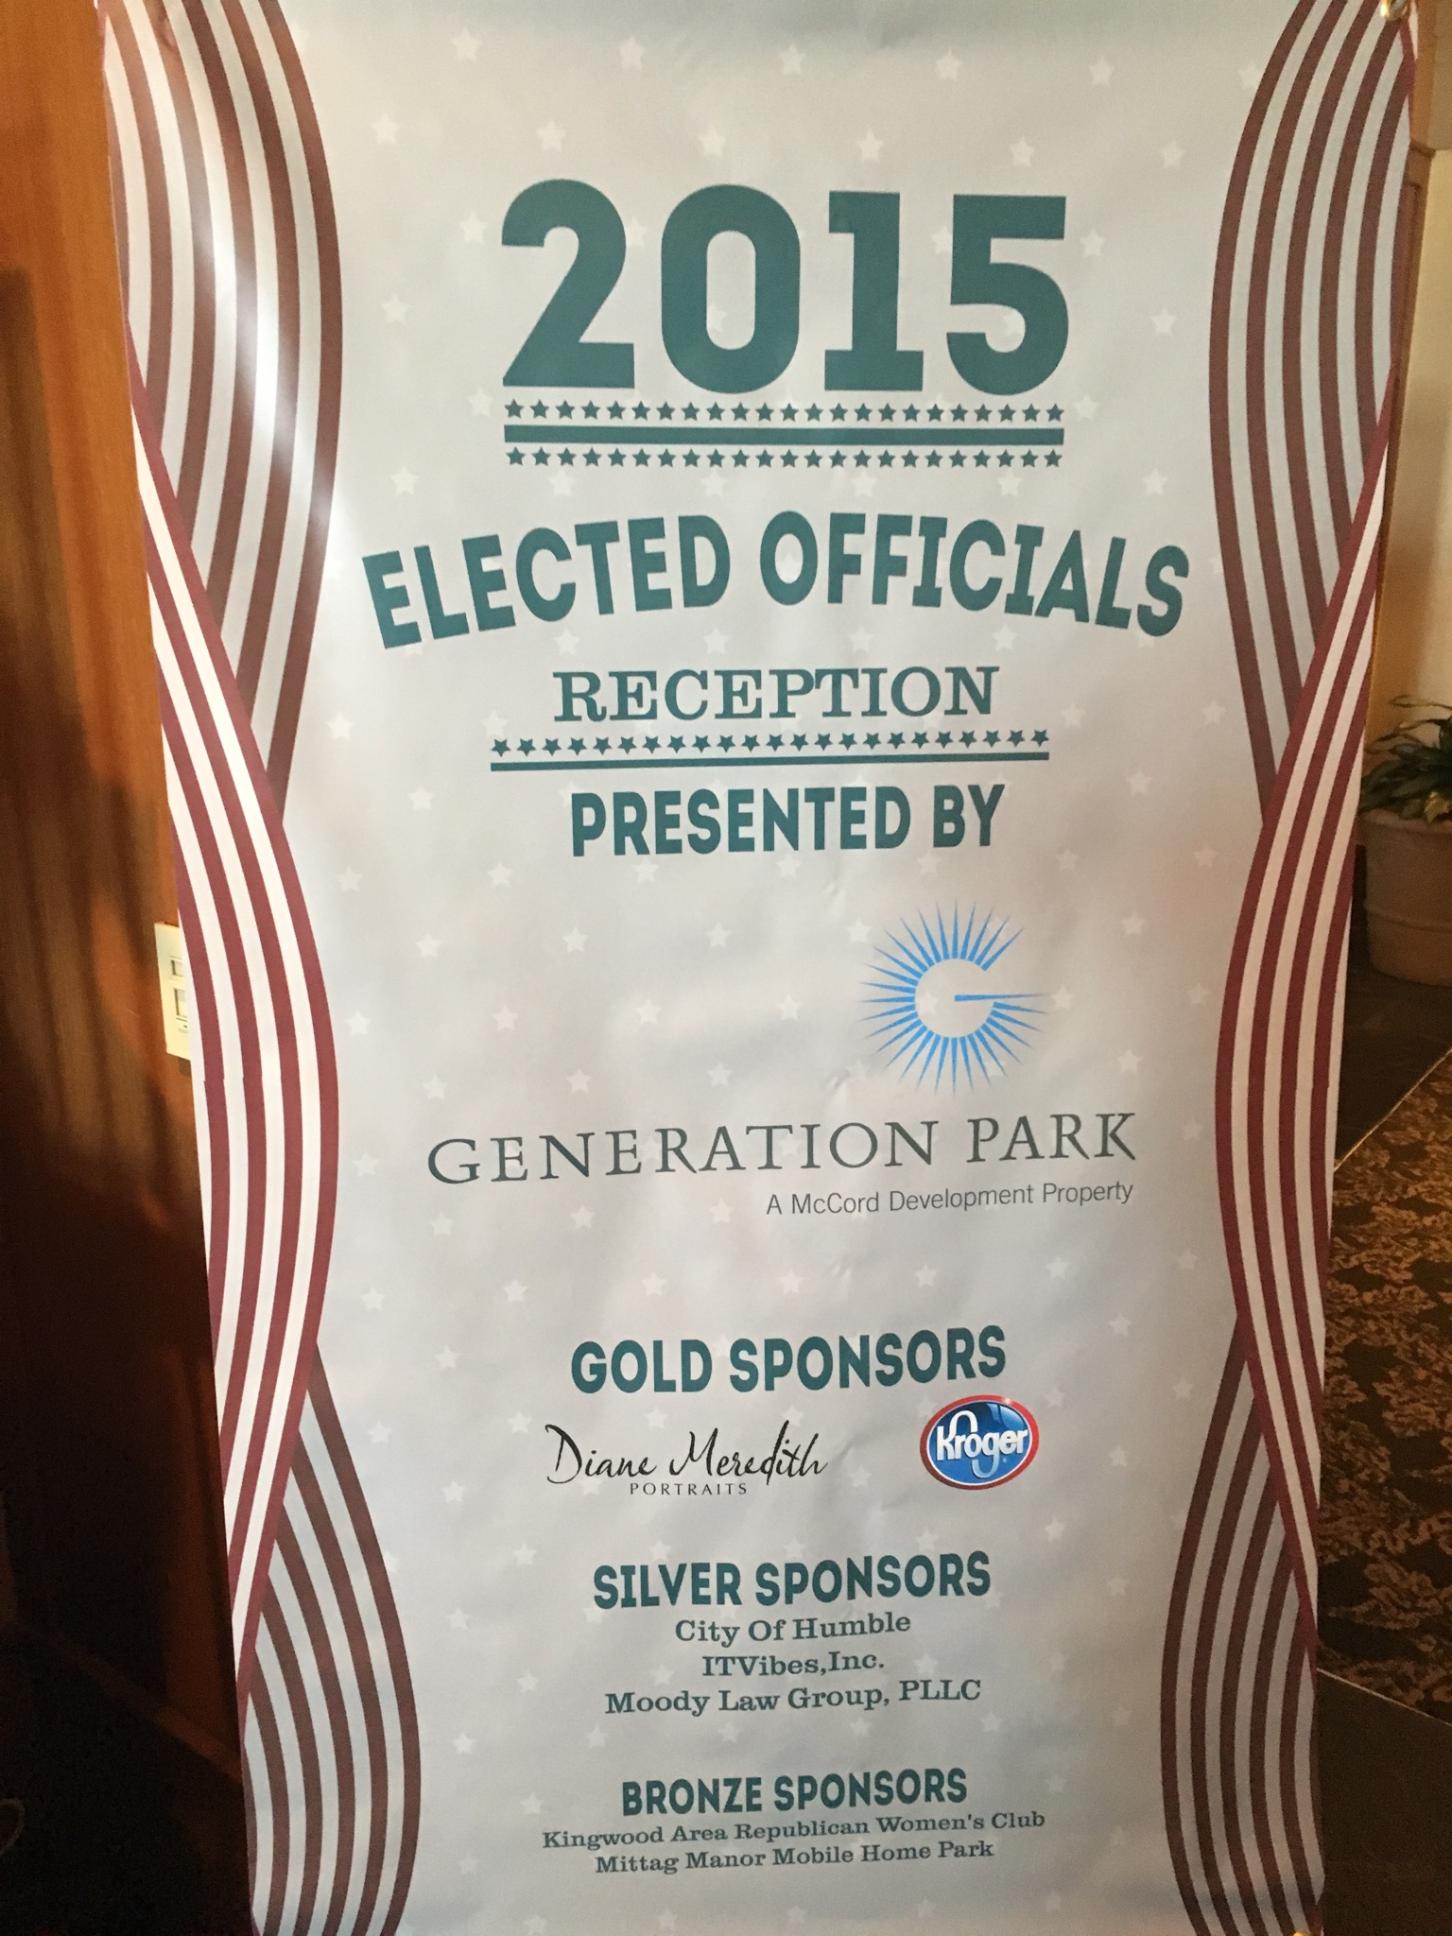 2015
ELECTED OFFICIALS
RECEPTION
PRESENTED BY
GENERATION PARK
A McCord Development Property
GOLD SPONSORS
Diane Meredith
PORTRAITS
Kroger
SILVER SPONSORS
City Of Humble
ITVibes,Inc.
Moody Law Group, PLLC
BRONZE SPONSORS
Kingwood Area Republican Women's Club
Mittag Manor Mobile Home Park